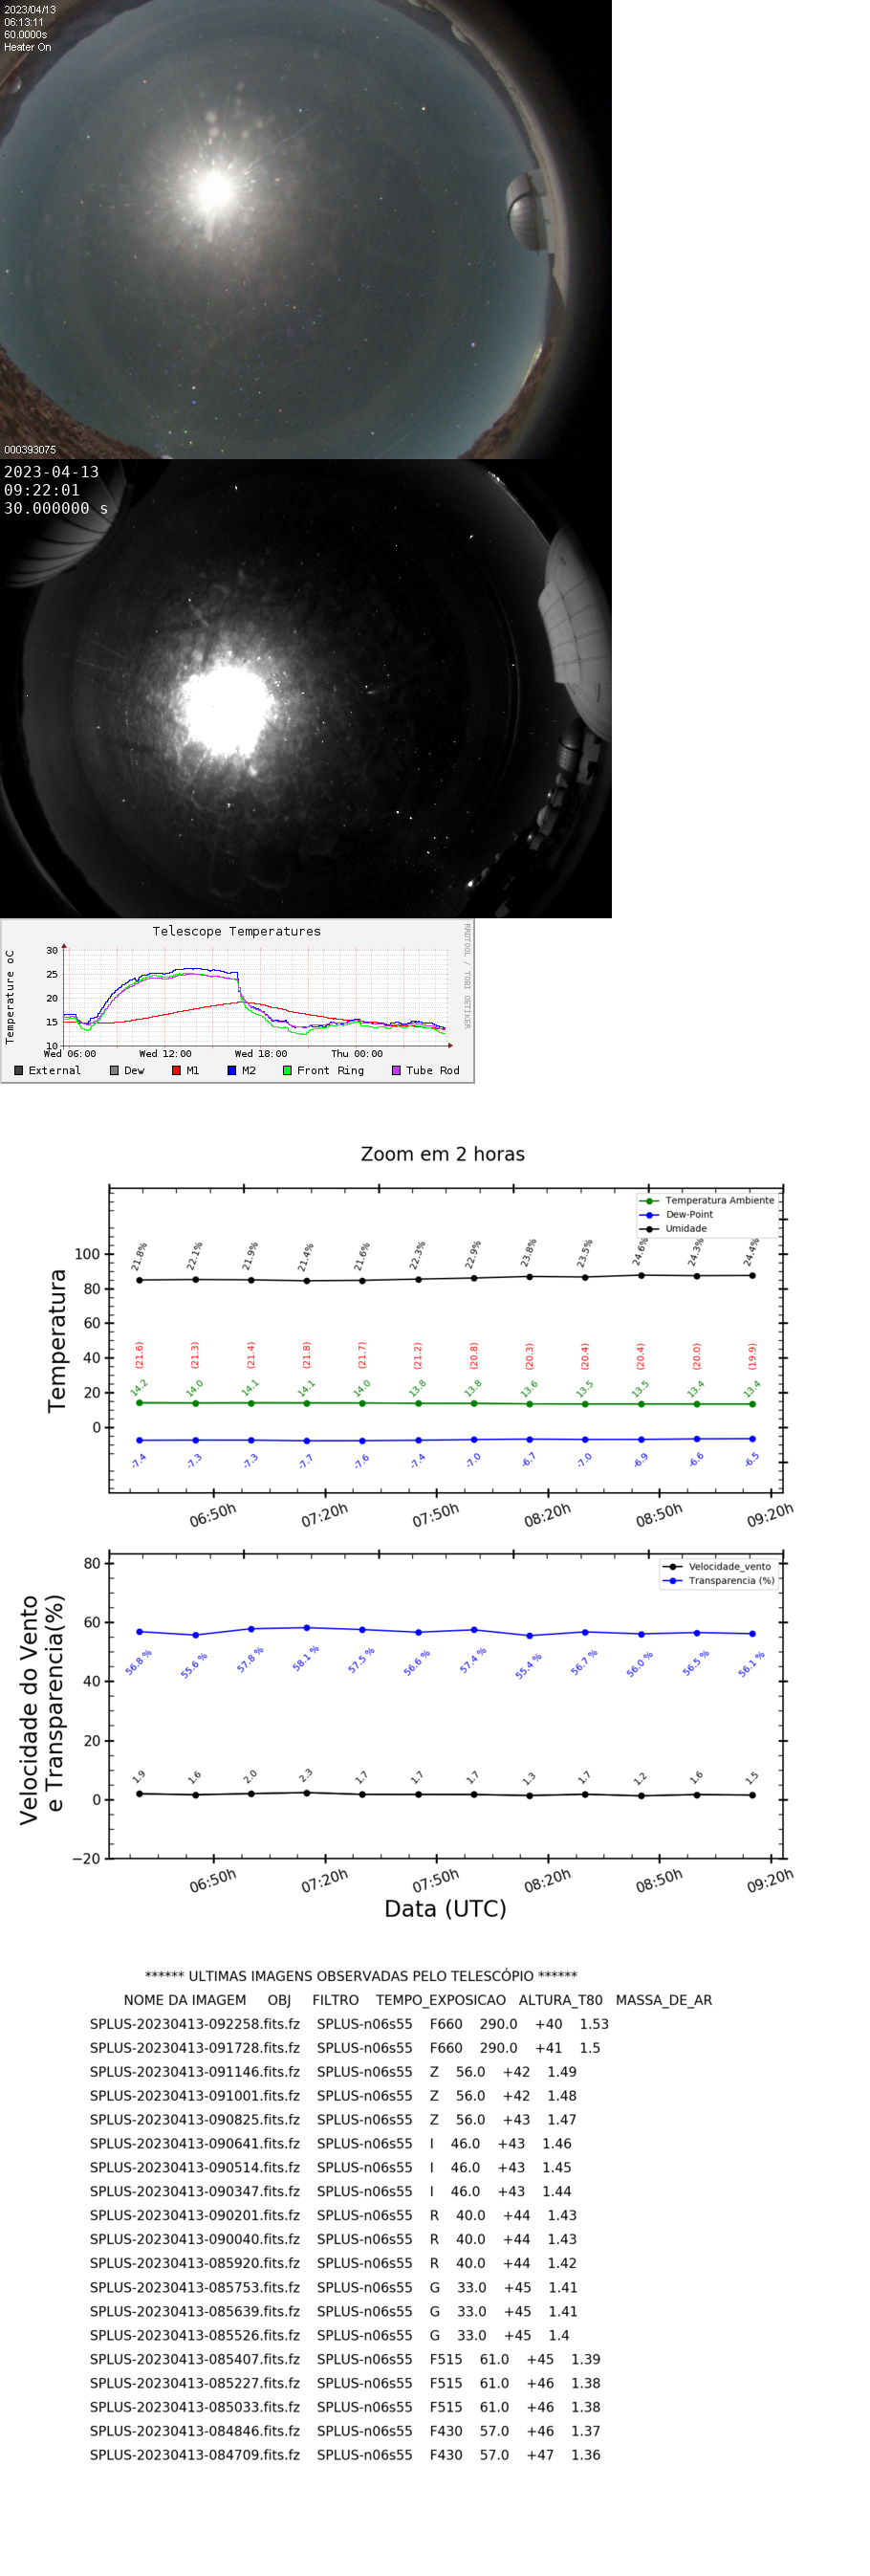 2023/04/13
06:13:11
60.0000s
Heater On
000393075
2023-04-13
09:22:01
30.000000 s
Telescope Temperatures
RRDTOOL / TOBI OETIKER
Temperature oC
30
25
20
15
10
Wed 06:00 Wed 12:00 Wed 18:00 Thu 00:00
External Dew M1 M2 Front Ring Tube Rod
Zoom em 2 horas
Temperatura Ambiente
Dew-Point
Umidade
Temperatura
100
80
60
40
20
0
21.8% 22.1% 21.9% 21.4% 21.6% 22.3% 22.9% 23.8% 23.5% 24.6% 24.3% 24.4%
(21.6) (21.3) (21.4) (21.8) (21.7) (21.2) (20.8) (20.3) (20.4) (20.4) (20.0) (19.9)
14.2 14.0 14.1 14.1 14.0 13.8 13.8 13.6 13.5 13.5 13.4 13.4
-7.4 -7.3 -7.3 -7.7 -7.6 -7.4 -7.0 -6.7 -7.0 -6.9 -6.6 -6.5
06:50h 07:20h 07:50h 08:20h 08:50h 09:20h
Velocidade_vento
Transparencia (%)
Velocidade do Vento
e Transparencia(%)
80
60
40
20
0
−20
56.8 % 55.6 % 57.8 % 58.1 % 57.5 % 56.6 % 57.4 % 55.4 % 56.7 % 56.0 % 56.5 % 56.1 %
1.9 1.6 2.0 2.3 1.7 1.7 1.7 1.3 1.7 1.2 1.6 1.5
06:50h 07:20h 07:50h 08:20h 08:50h 09:20h
Data (UTC)
****** ULTIMAS IMAGENS OBSERVADAS PELO TELESCÓPIO ******
NOME DA IMAGEM OBJ FILTRO TEMPO_EXPOSICAO ALTURA_T80 MASSA_DE_AR
SPLUS-20230413-092258.fits.fz SPLUS-n06s55 F660 290.0 +40 1.53
SPLUS-20230413-091728.fits.fz SPLUS-n06s55 F660 290.0 +41 1.5
SPLUS-20230413-091146.fits.fz SPLUS-n06s55 Z 56.0 +42 1.49
SPLUS-20230413-091001.fits.fz SPLUS-n06s55 Z 56.0 +42 1.48
SPLUS-20230413-090825.fits.fz SPLUS-n06s55 Z 56.0 +43 1.47
SPLUS-20230413-090641.fits.fz SPLUS-n06s55 I 46.0 +43 1.46
SPLUS-20230413-090514.fits.fz SPLUS-n06s55 I 46.0 +43 1.45
SPLUS-20230413-090347.fits.fz SPLUS-n06s55 I 46.0 +43 1.44
SPLUS-20230413-090201.fits.fz SPLUS-n06s55 R 40.0 +44 1.43
SPLUS-20230413-090040.fits.fz SPLUS-n06s55 R 40.0 +44 1.43
SPLUS-20230413-085920.fits.fz SPLUS-n06s55 R 40.0 +44 1.42
SPLUS-20230413-085753.fits.fz SPLUS-n06s55 G 33.0 +45 1.41
SPLUS-20230413-085639.fits.fz SPLUS-n06s55 G 33.0 +45 1.41
SPLUS-20230413-085526.fits.fz SPLUS-n06s55 G 33.0 +45 1.4
SPLUS-20230413-085407.fits.fz SPLUS-n06s55 F515 61.0 +45 1.39
SPLUS-20230413-085227.fits.fz SPLUS-n06s55 F515 61.0 +46 1.38
SPLUS-20230413-085033.fits.fz SPLUS-n06s55 F515 61.0 +46 1.38
SPLUS-20230413-084846.fits.fz SPLUS-n06s55 F430 57.0 +46 1.37
SPLUS-20230413-084709.fits.fz SPLUS-n06s55 F430 57.0 +47 1.36